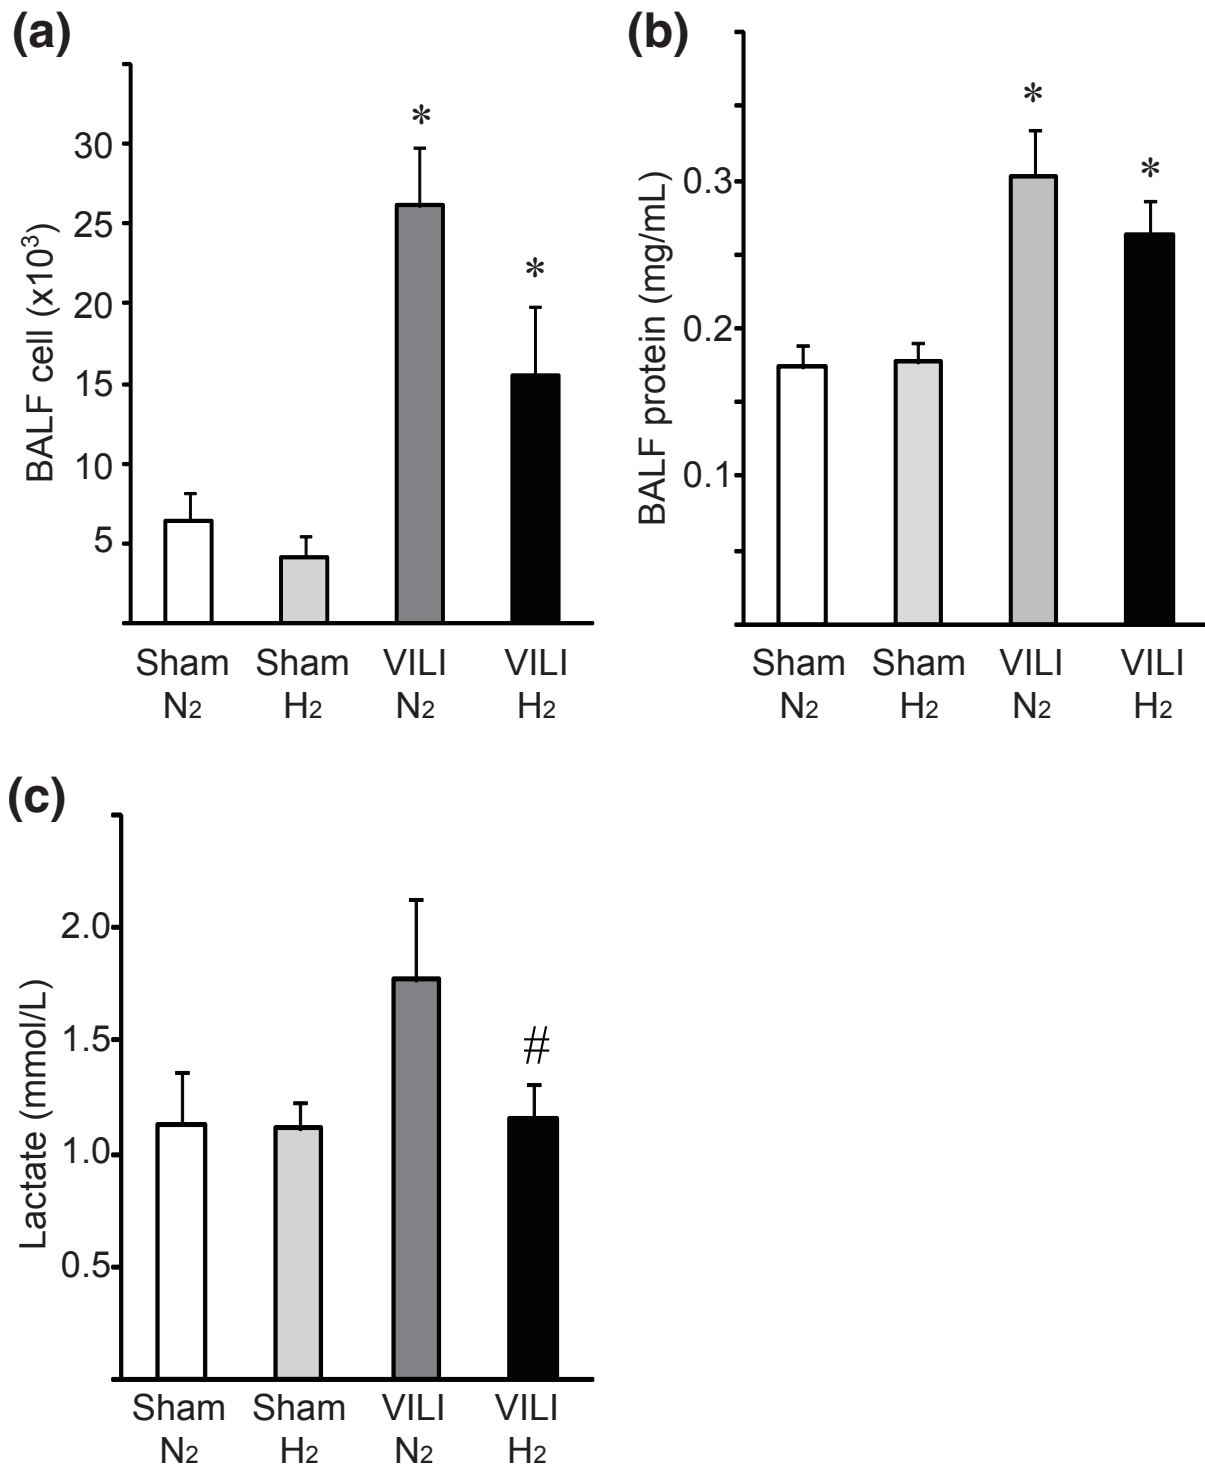 (a)
BALF cell (x10³)
30
25
20
15
10
5
*
*
Sham Sham VILI VILI
N2 H2 N2 H2
(b)
BALF protein (mg/mL)
0.3
0.2
0.1
*
*
Sham Sham VILI VILI
N2 H2 N2 H2
(c)
Lactate (mmol/L)
2.0
1.5
1.0
0.5
#
Sham Sham VILI VILI
N2 H2 N2 H2